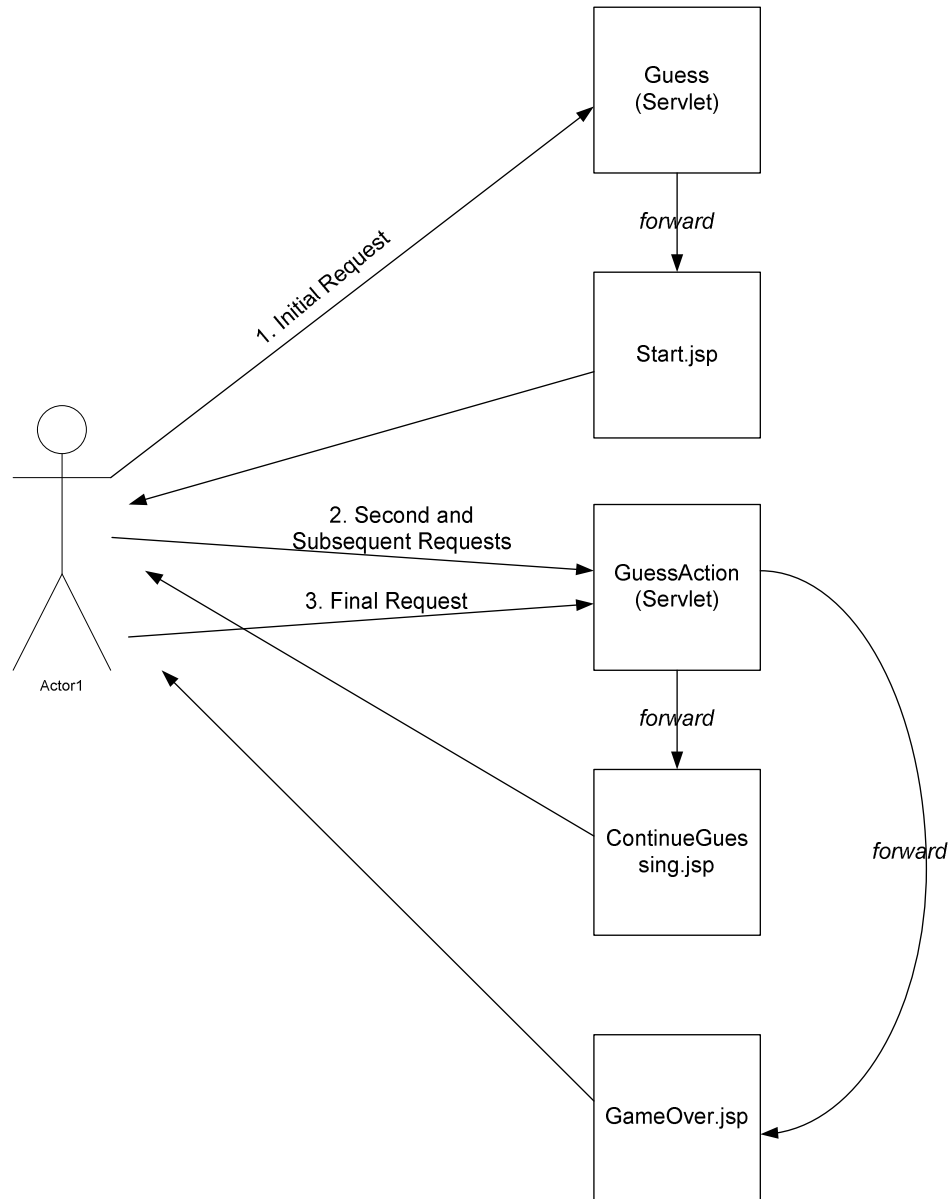 Guess
(Servlet)
forward
1. Initial Request
Start.jsp
2. Second and
Subsequent Requests
GuessAction
(Servlet)
3. Final Request
Actor1
forward
ContinueGues
sing.jsp
forward
GameOver.jsp